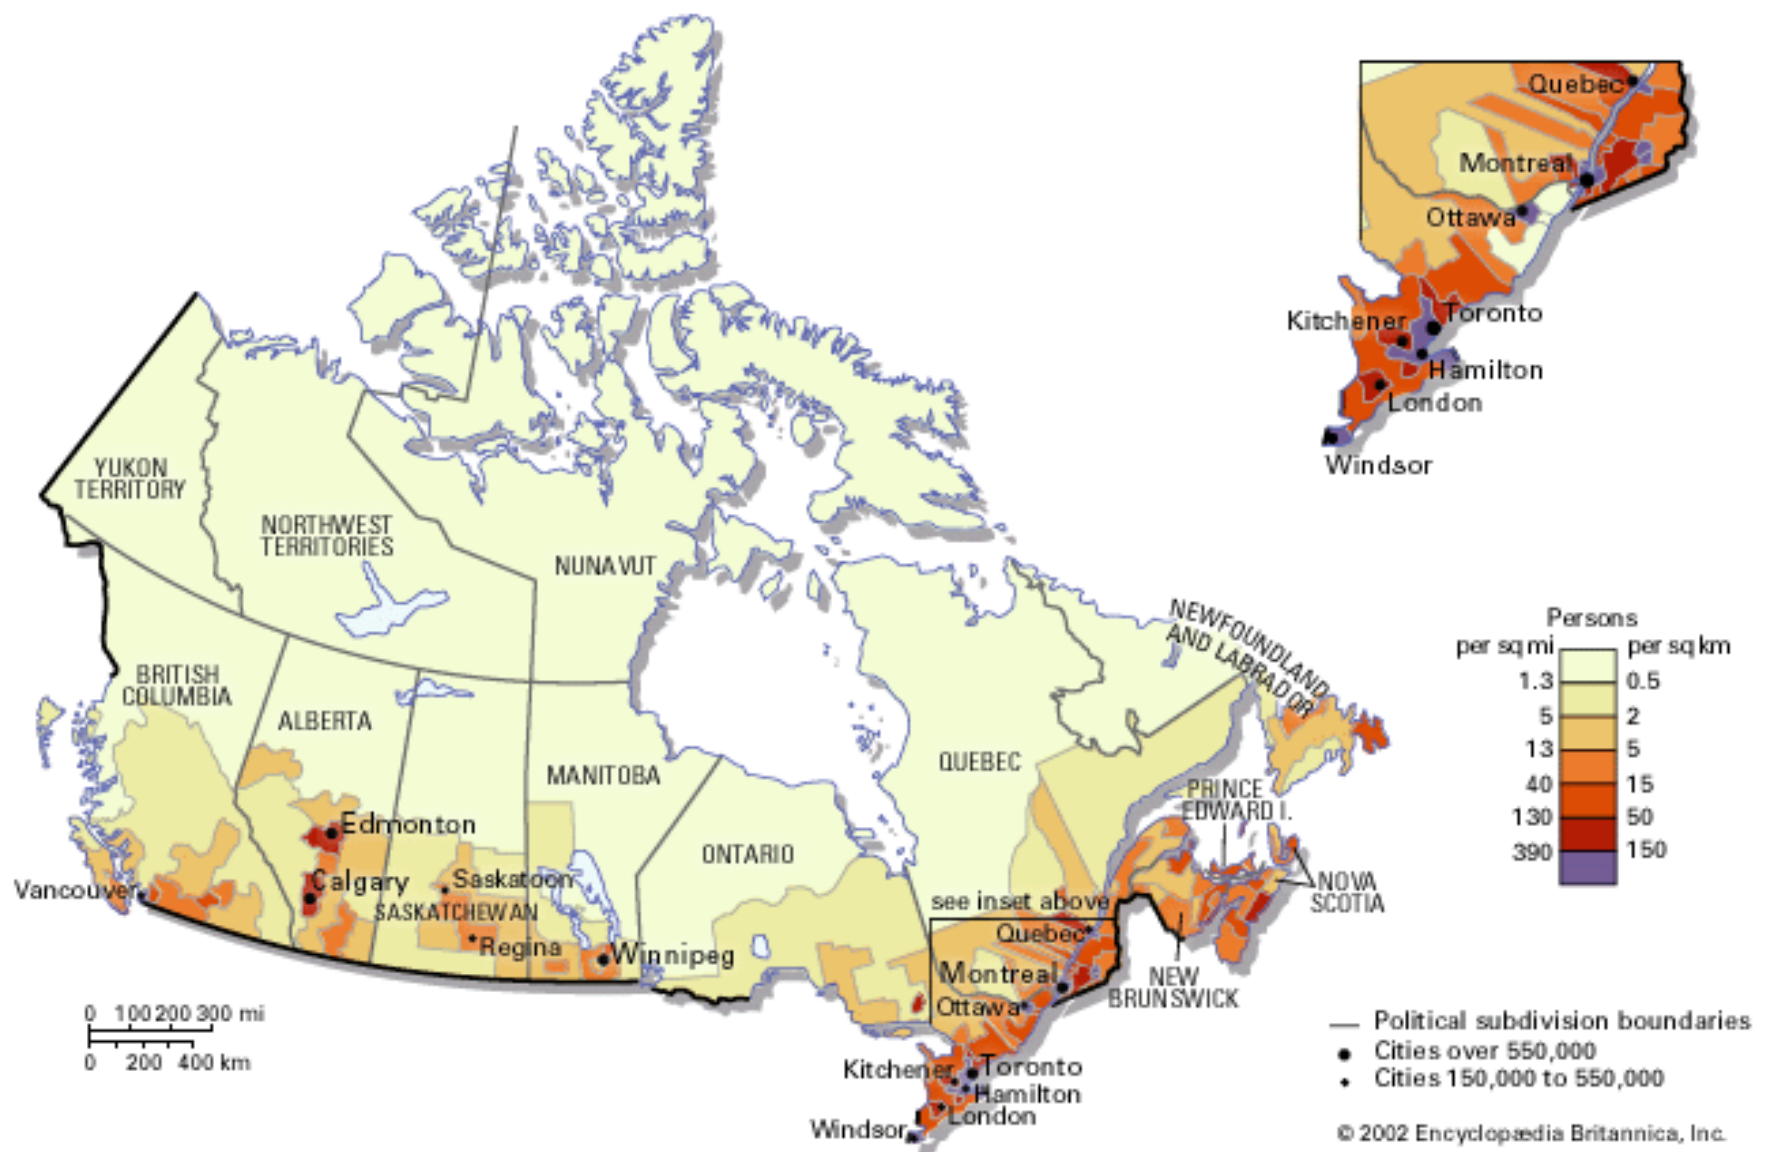 Quebec
Montreal
Ottawa
Kitchener
Toronto
Hamilton
London
Windsor
YUKON
TERRITORY
NORTHWEST
TERRITORIES
NUNAVUT
BRITISH
COLUMBIA
ALBERTA
MANITOBA
QUEBEC
ONTARIO
SASKATCHEWAN
NEWFOUNDLAND
AND LABRADOR
PRINCE
EDWARD I.
NOVA
SCOTIA
NEW
BRUNSWICK
Edmonton
Calgary
Vancouver
Saskatoon
Regina
Winnipeg
see inset above
Quebec
Montreal
Ottawa
Kitchener
Toronto
Hamilton
London
Windsor
Persons
per sq mi per sq km
1.3 0.5
5 2
13 5
40 15
130 50
390 150
0 100 200 300 mi
0 200 400 km
Political subdivision boundaries
Cities over 550,000
Cities 150,000 to 550,000
© 2002 Encyclopædia Britannica, Inc.